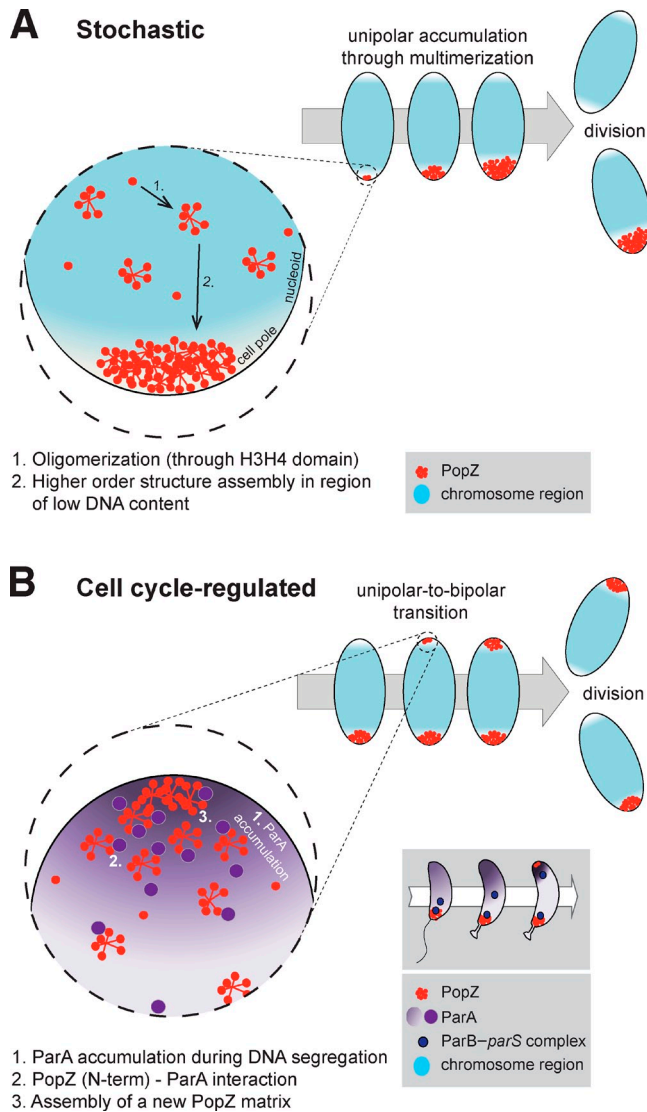 A Stochastic
unipolar accumulation
through multimerization
division
1.
2.
nucleoid
cell pole
1. Oligomerization (through H3H4 domain)
2. Higher order structure assembly in region
of low DNA content
PopZ
chromosome region
B Cell cycle-regulated
unipolar-to-bipolar
transition
division
1. ParA
accumulation
3.
2.
PopZ
ParA
ParB–parS complex
chromosome region
1. ParA accumulation during DNA segregation
2. PopZ (N-term) - ParA interaction
3. Assembly of a new PopZ matrix